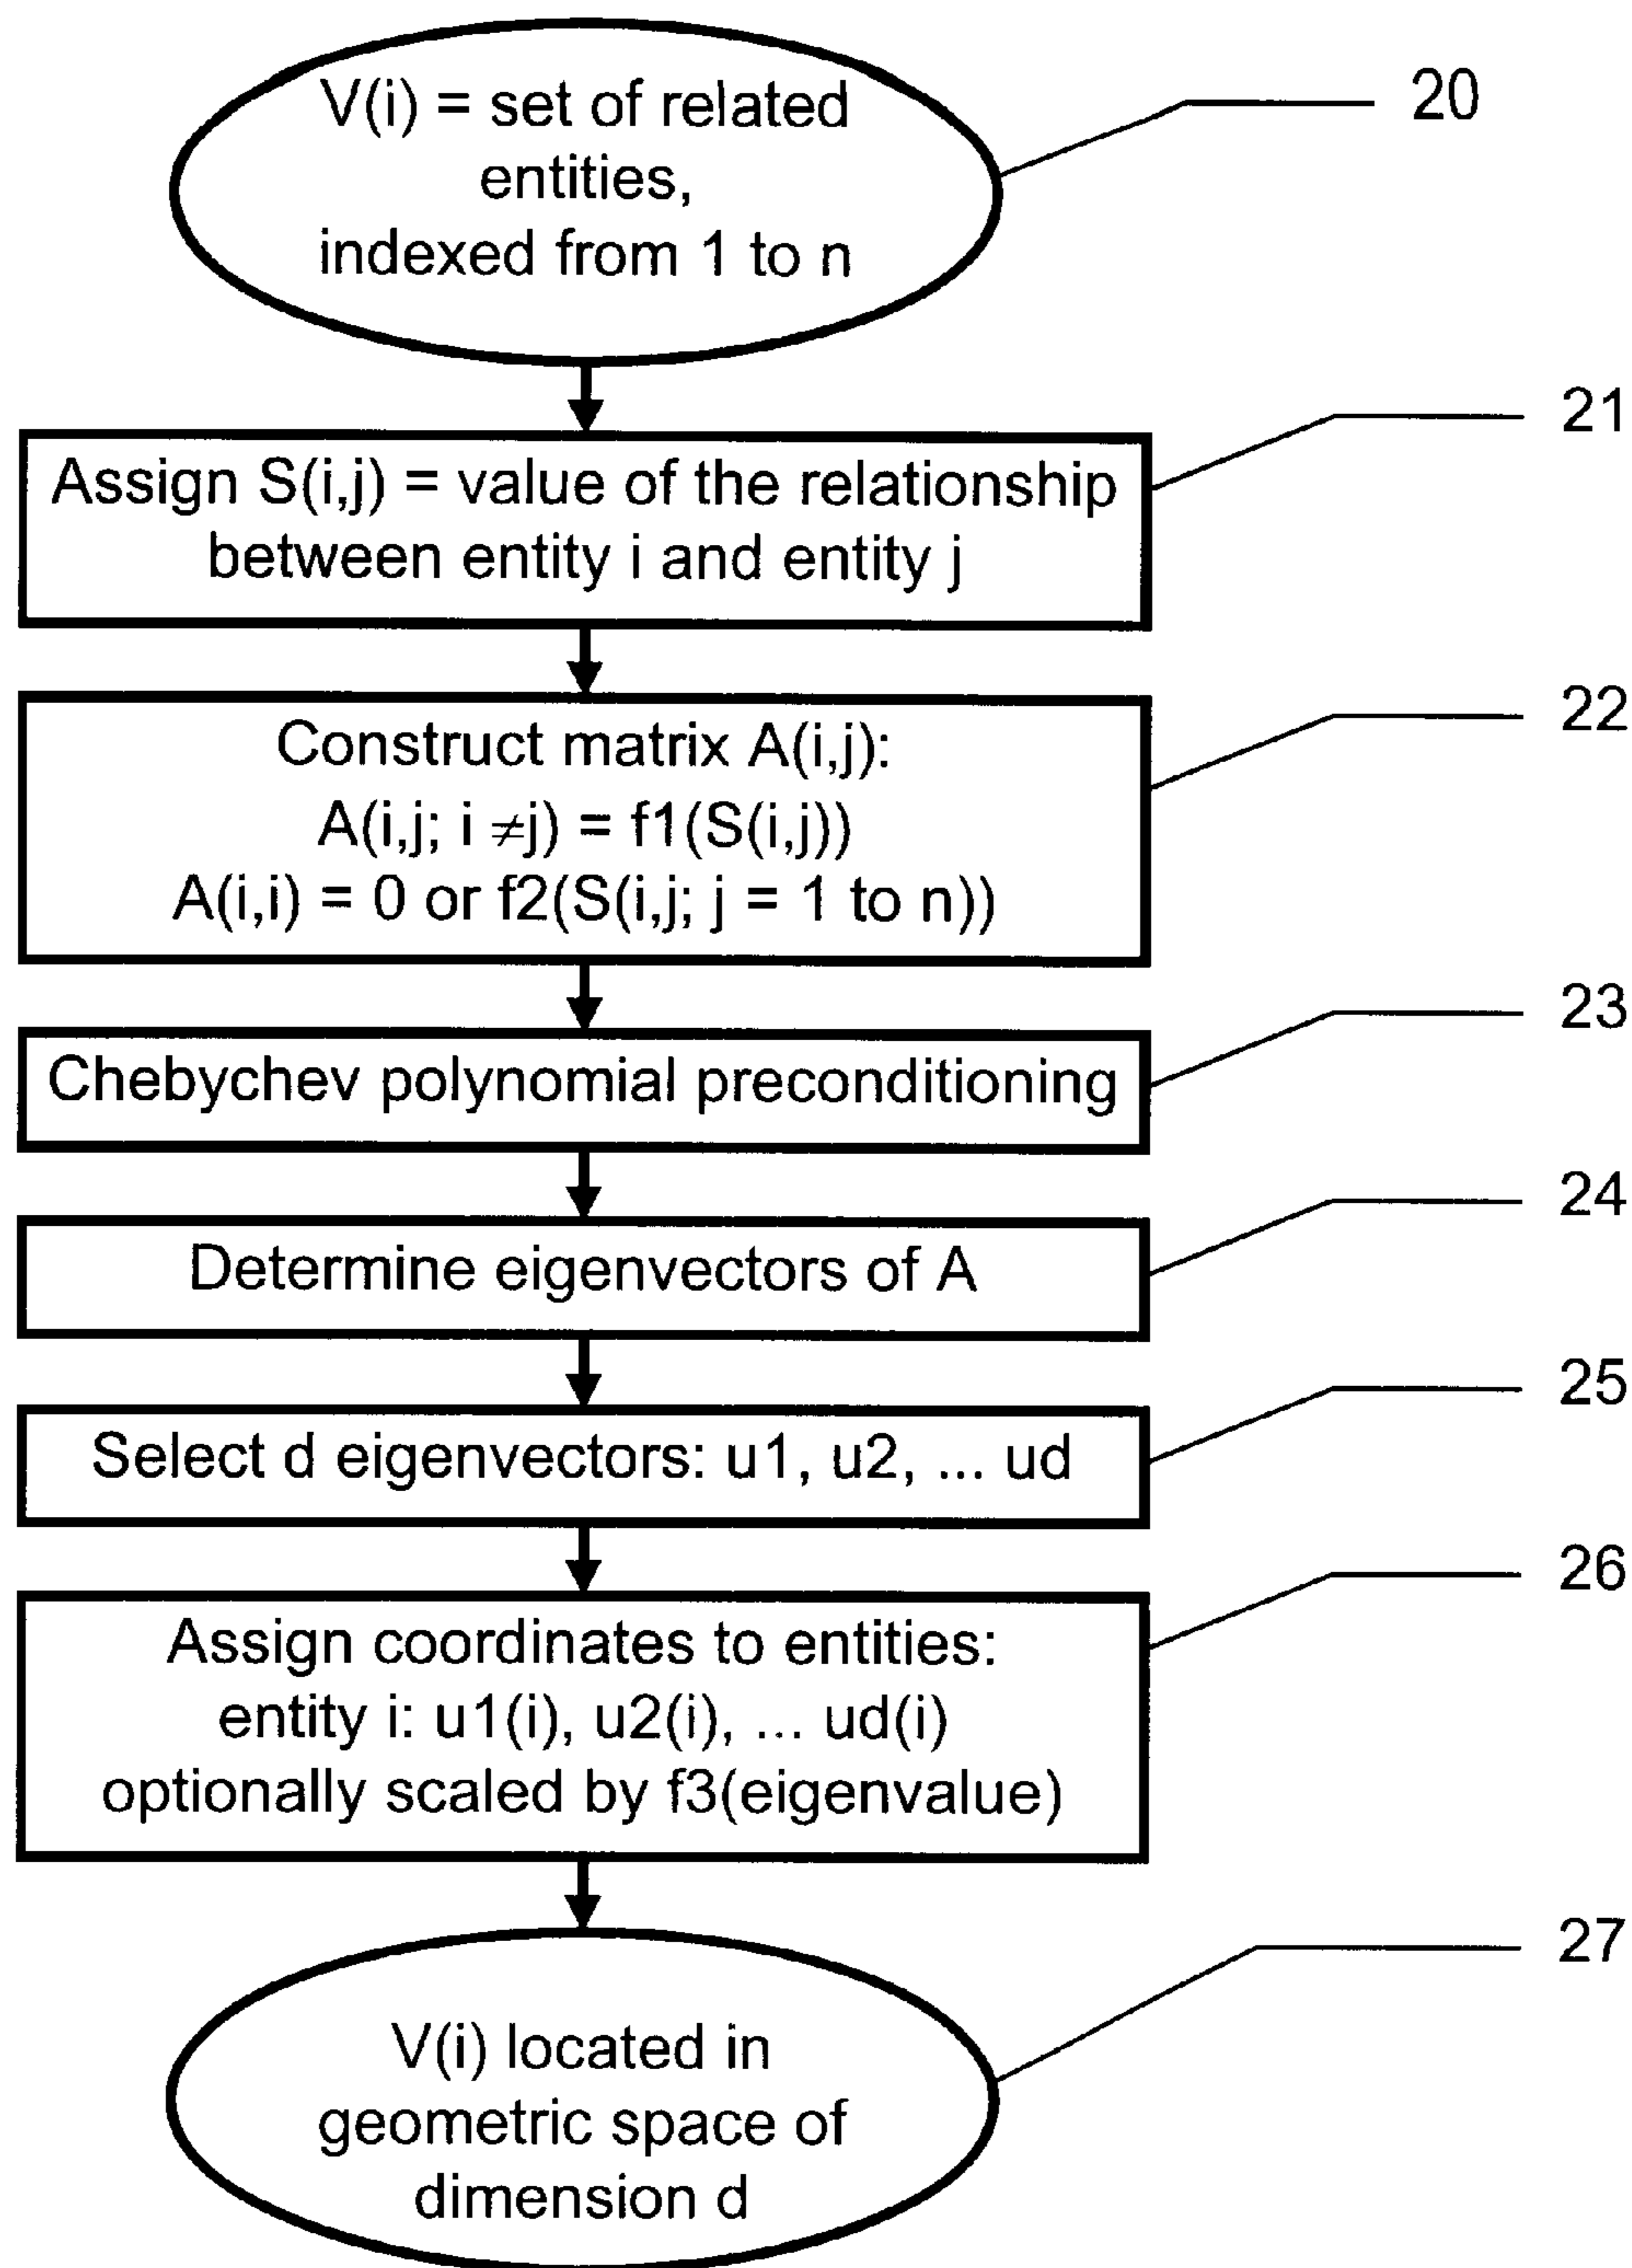 V(i) = set of related
entities,
indexed from 1 to n
20
Assign S(i,j) = value of the relationship
between entity i and entity j
21
Construct matrix A(i,j):
A(i,j; i ≠j) = f1(S(i,j))
A(i,i) = 0 or f2(S(i,j; j = 1 to n))
22
Chebychev polynomial preconditioning
23
Determine eigenvectors of A
24
Select d eigenvectors: u1, u2, ... ud
25
Assign coordinates to entities:
entity i: u1(i), u2(i), ... ud(i)
optionally scaled by f3(eigenvalue)
26
V(i) located in
geometric space of
dimension d
27